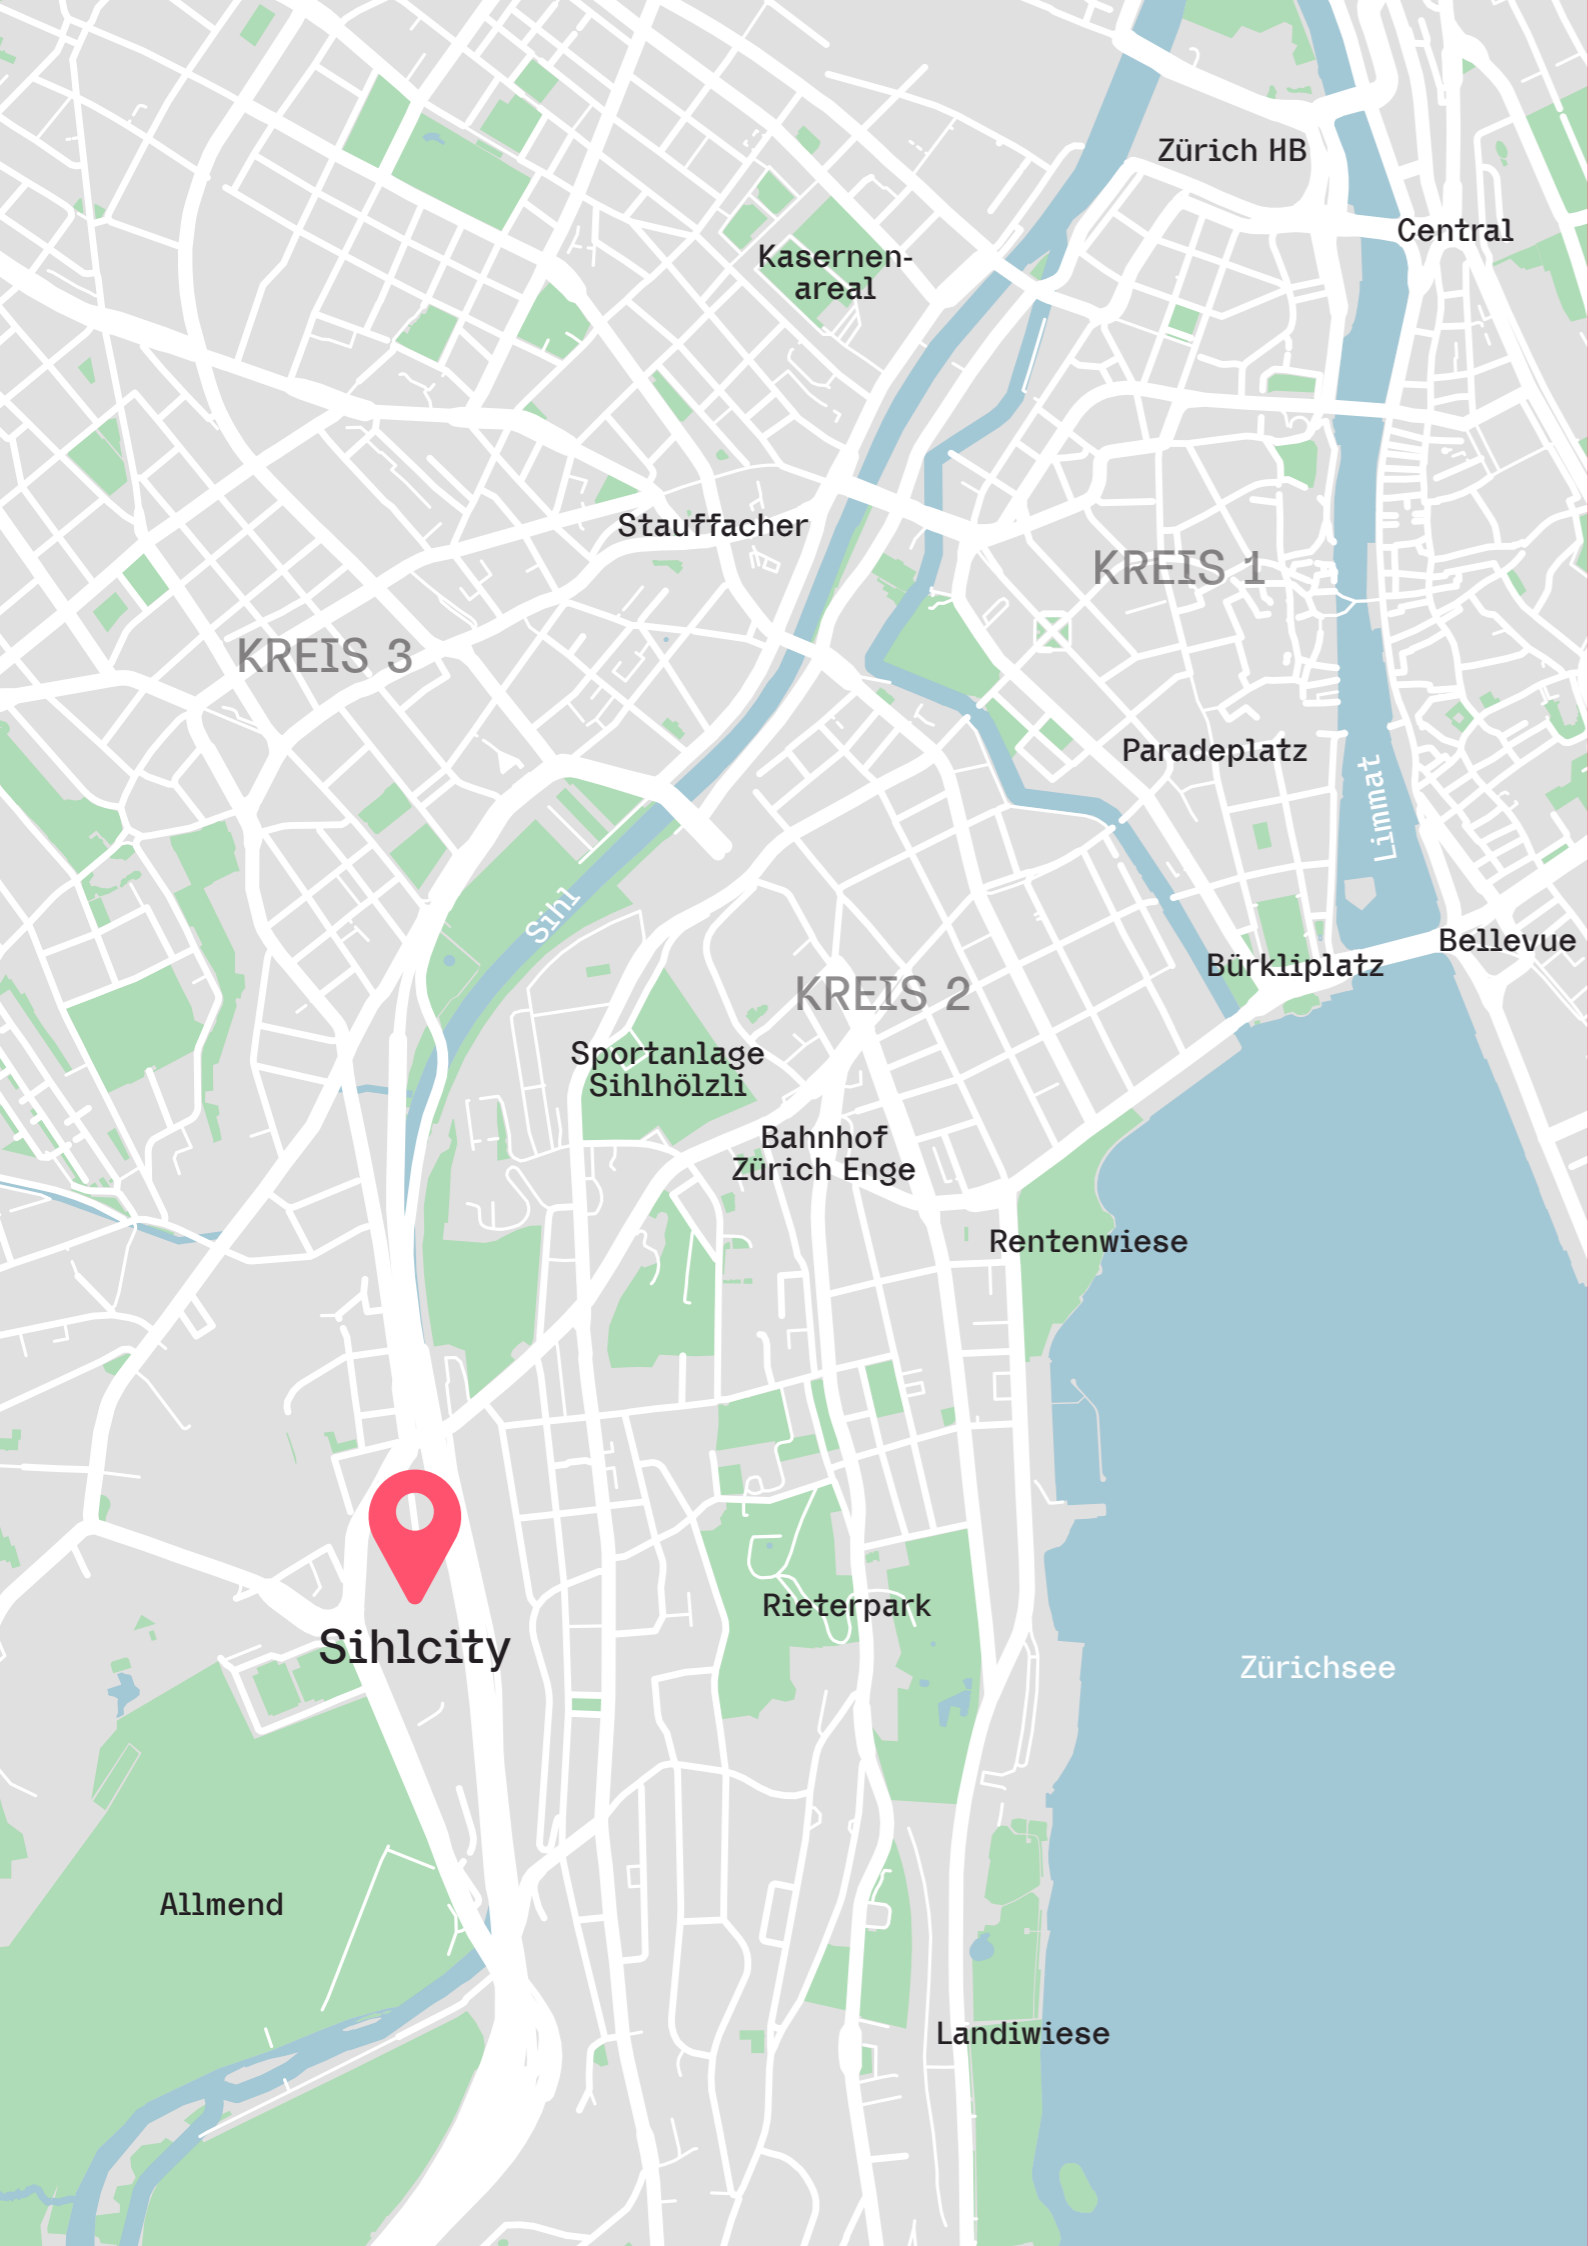 Zürich HB
Central
Kasernen-
areal
Stauffacher
KREIS 1
KREIS 3
Paradeplatz
Limmat
Sihl
Bellevue
Bürkliplatz
KREIS 2
Sportanlage
Sihlhölzli
Bahnhof
Zürich Enge
Rentenwiese
Rieterpark
Sihlcity
Zürichsee
Allmend
Landiwiese